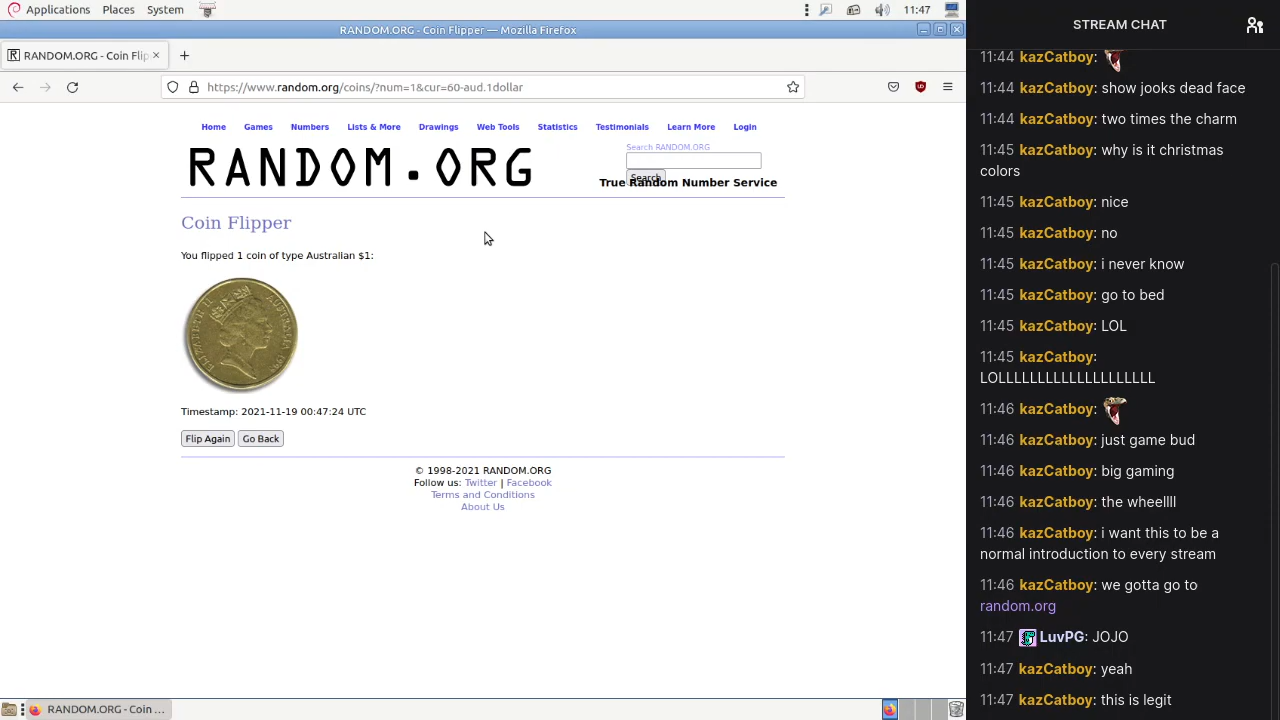 Applications Places System 11:47
RANDOM.ORG - Coin Flipper — Mozilla Firefox
RANDOM.ORG - Coin Flip
https://www.random.org/coins/?num=1&cur=60-aud.1dollar
Home Games Numbers Lists & More Drawings Web Tools Statistics Testimonials Learn More Login
RANDOM.ORG
Search RANDOM.ORG
Search
True Random Number Service
Coin Flipper
You flipped 1 coin of type Australian $1:
ELIZABETH II AUSTRALIA
Timestamp: 2021-11-19 00:47:24 UTC
Flip Again Go Back
© 1998-2021 RANDOM.ORG
Follow us: Twitter | Facebook
Terms and Conditions
About Us
RANDOM.ORG - Coin ...
STREAM CHAT
11:44 kazCatboy:
11:44 kazCatboy: show jooks dead face
11:44 kazCatboy: two times the charm
11:45 kazCatboy: why is it christmas
colors
11:45 kazCatboy: nice
11:45 kazCatboy: no
11:45 kazCatboy: i never know
11:45 kazCatboy: go to bed
11:45 kazCatboy: LOL
11:45 kazCatboy:
LOLLLLLLLLLLLLLLLLLLLL
11:46 kazCatboy:
11:46 kazCatboy: just game bud
11:46 kazCatboy: big gaming
11:46 kazCatboy: the wheellll
11:46 kazCatboy: i want this to be a
normal introduction to every stream
11:46 kazCatboy: we gotta go to
random.org
11:47 LuvPG: JOJO
11:47 kazCatboy: yeah
11:47 kazCatboy: this is legit